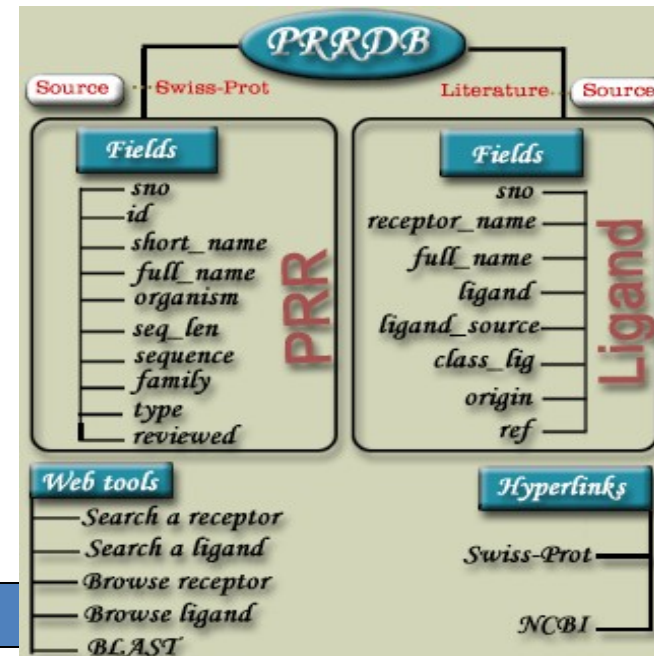 PRRDB
Source Swiss-Prot
Literature Source
Fields
sno
id
short_name
full_name
organism
seq_len
sequence
family
type
reviewed
PRR
Fields
sno
receptor_name
full_name
ligand
ligand_source
class_lig
origin
ref
Ligand
Web tools
Search a receptor
Search a ligand
Browse receptor
Browse ligand
BLAST
Hyperlinks
Swiss-Prot
NCBI